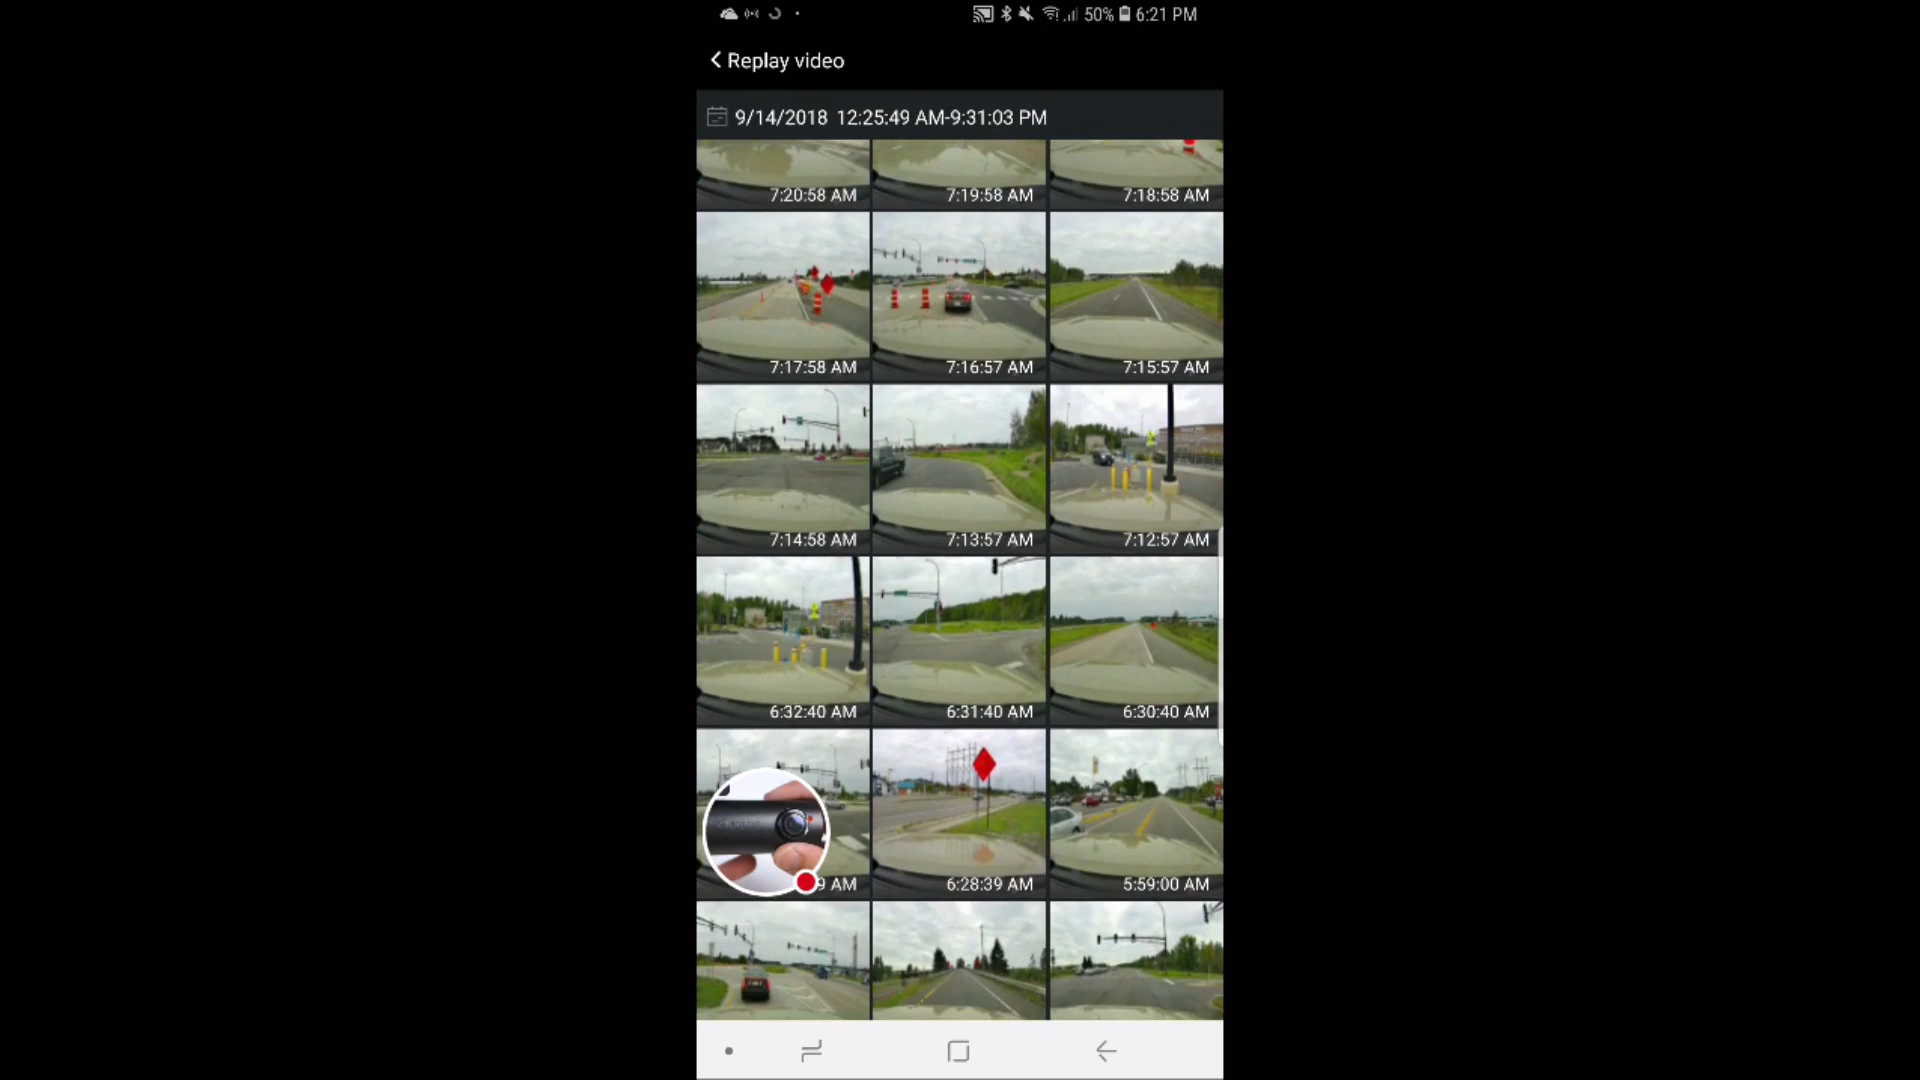 50% 6:21 PM
Replay video
9/14/2018 12:25:49 AM-9:31:03 PM
7:20:58 AM 7:19:58 AM 7:18:58 AM
7:17:58 AM 7:16:57 AM 7:15:57 AM
7:14:58 AM 7:13:57 AM 7:12:57 AM
6:32:40 AM 6:31:40 AM 6:30:40 AM
9 AM 6:28:39 AM 5:59:00 AM